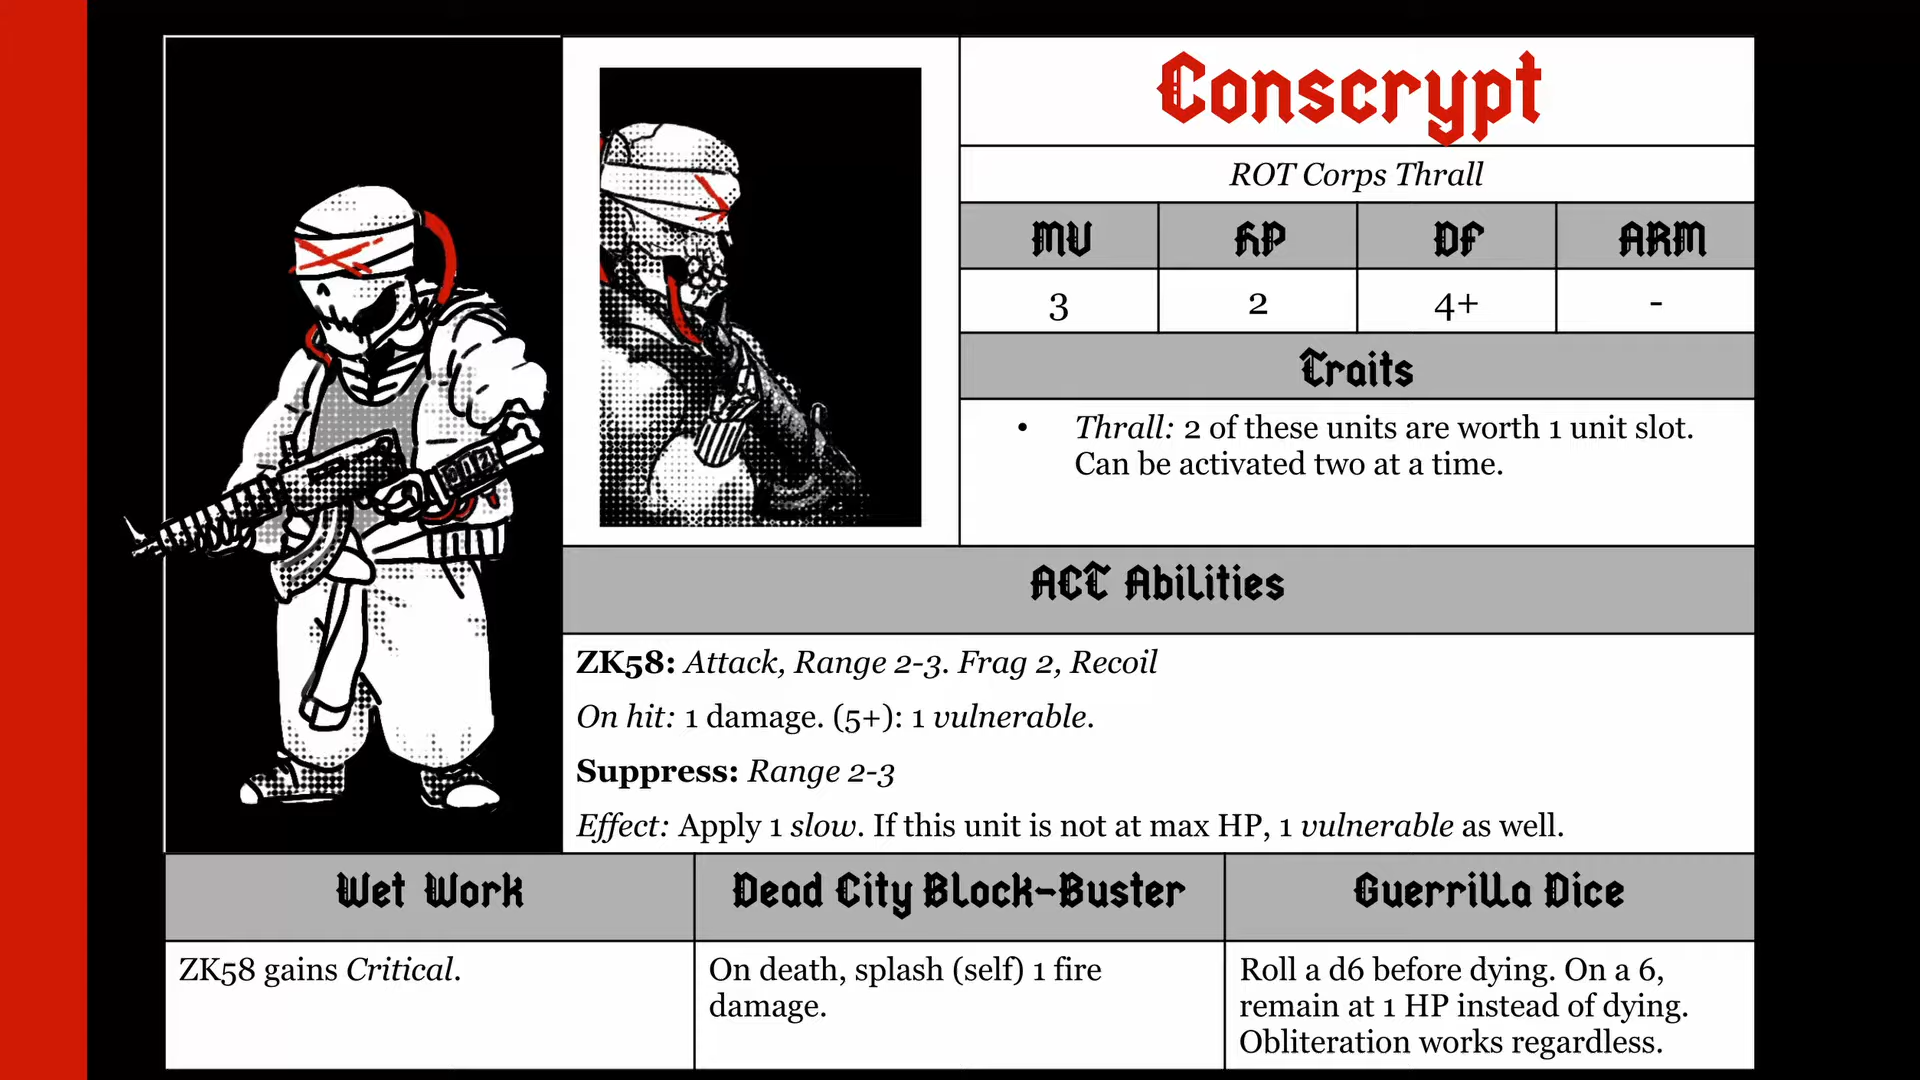 Conscrypt
ROT Corps Thrall
MV HP DF ARM
3 2 4+ -
Traits
• Thrall: 2 of these units are worth 1 unit slot.
Can be activated two at a time.
ACT Abilities
ZK58: Attack, Range 2-3. Frag 2, Recoil
On hit: 1 damage. (5+): 1 vulnerable.
Suppress: Range 2-3
Effect: Apply 1 slow. If this unit is not at max HP, 1 vulnerable as well.
Wet Work
ZK58 gains Critical.
Dead City Block-Buster
On death, splash (self) 1 fire
damage.
Guerrilla Dice
Roll a d6 before dying. On a 6,
remain at 1 HP instead of dying.
Obliteration works regardless.